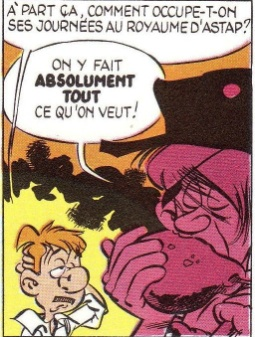 À PART ÇA, COMMENT OCCUPE-T-ON
SES JOURNÉES AU ROYAUME D'ASTAP?
ON Y FAIT
ABSOLUMENT
TOUT
CE QU'ON VEUT!